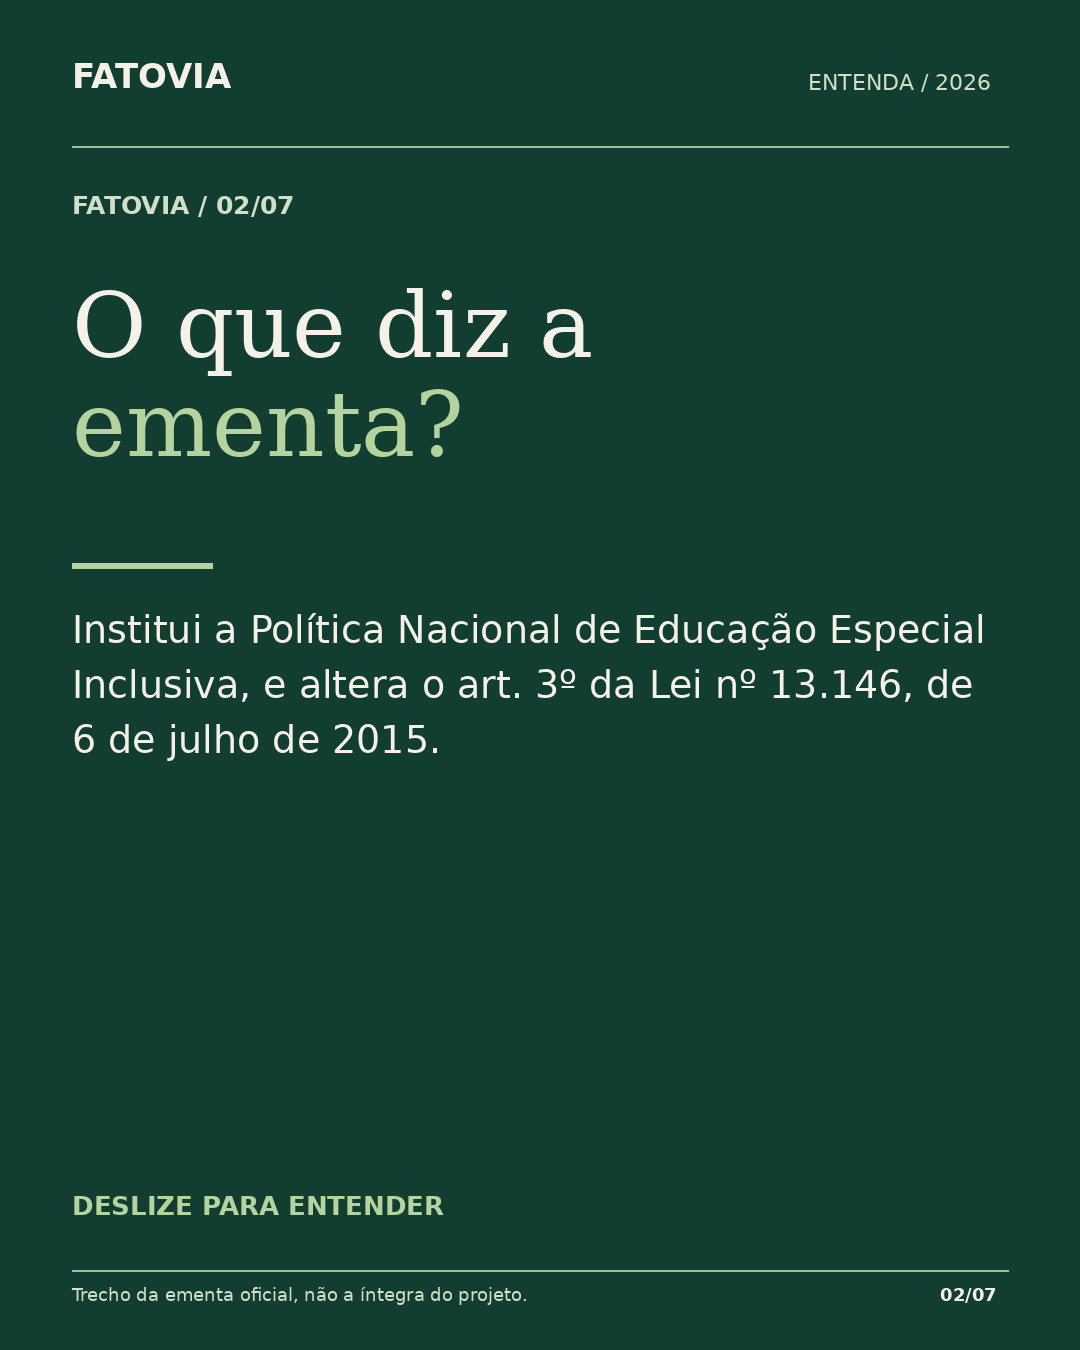 FATOVIA
ENTENDA / 2026
FATOVIA / 02/07
O que diz a
ementa?
Institui a Política Nacional de Educação Especial
Inclusiva, e altera o art. 3º da Lei nº 13.146, de
6 de julho de 2015.
DESLIZE PARA ENTENDER
Trecho da ementa oficial, não a íntegra do projeto.
02/07